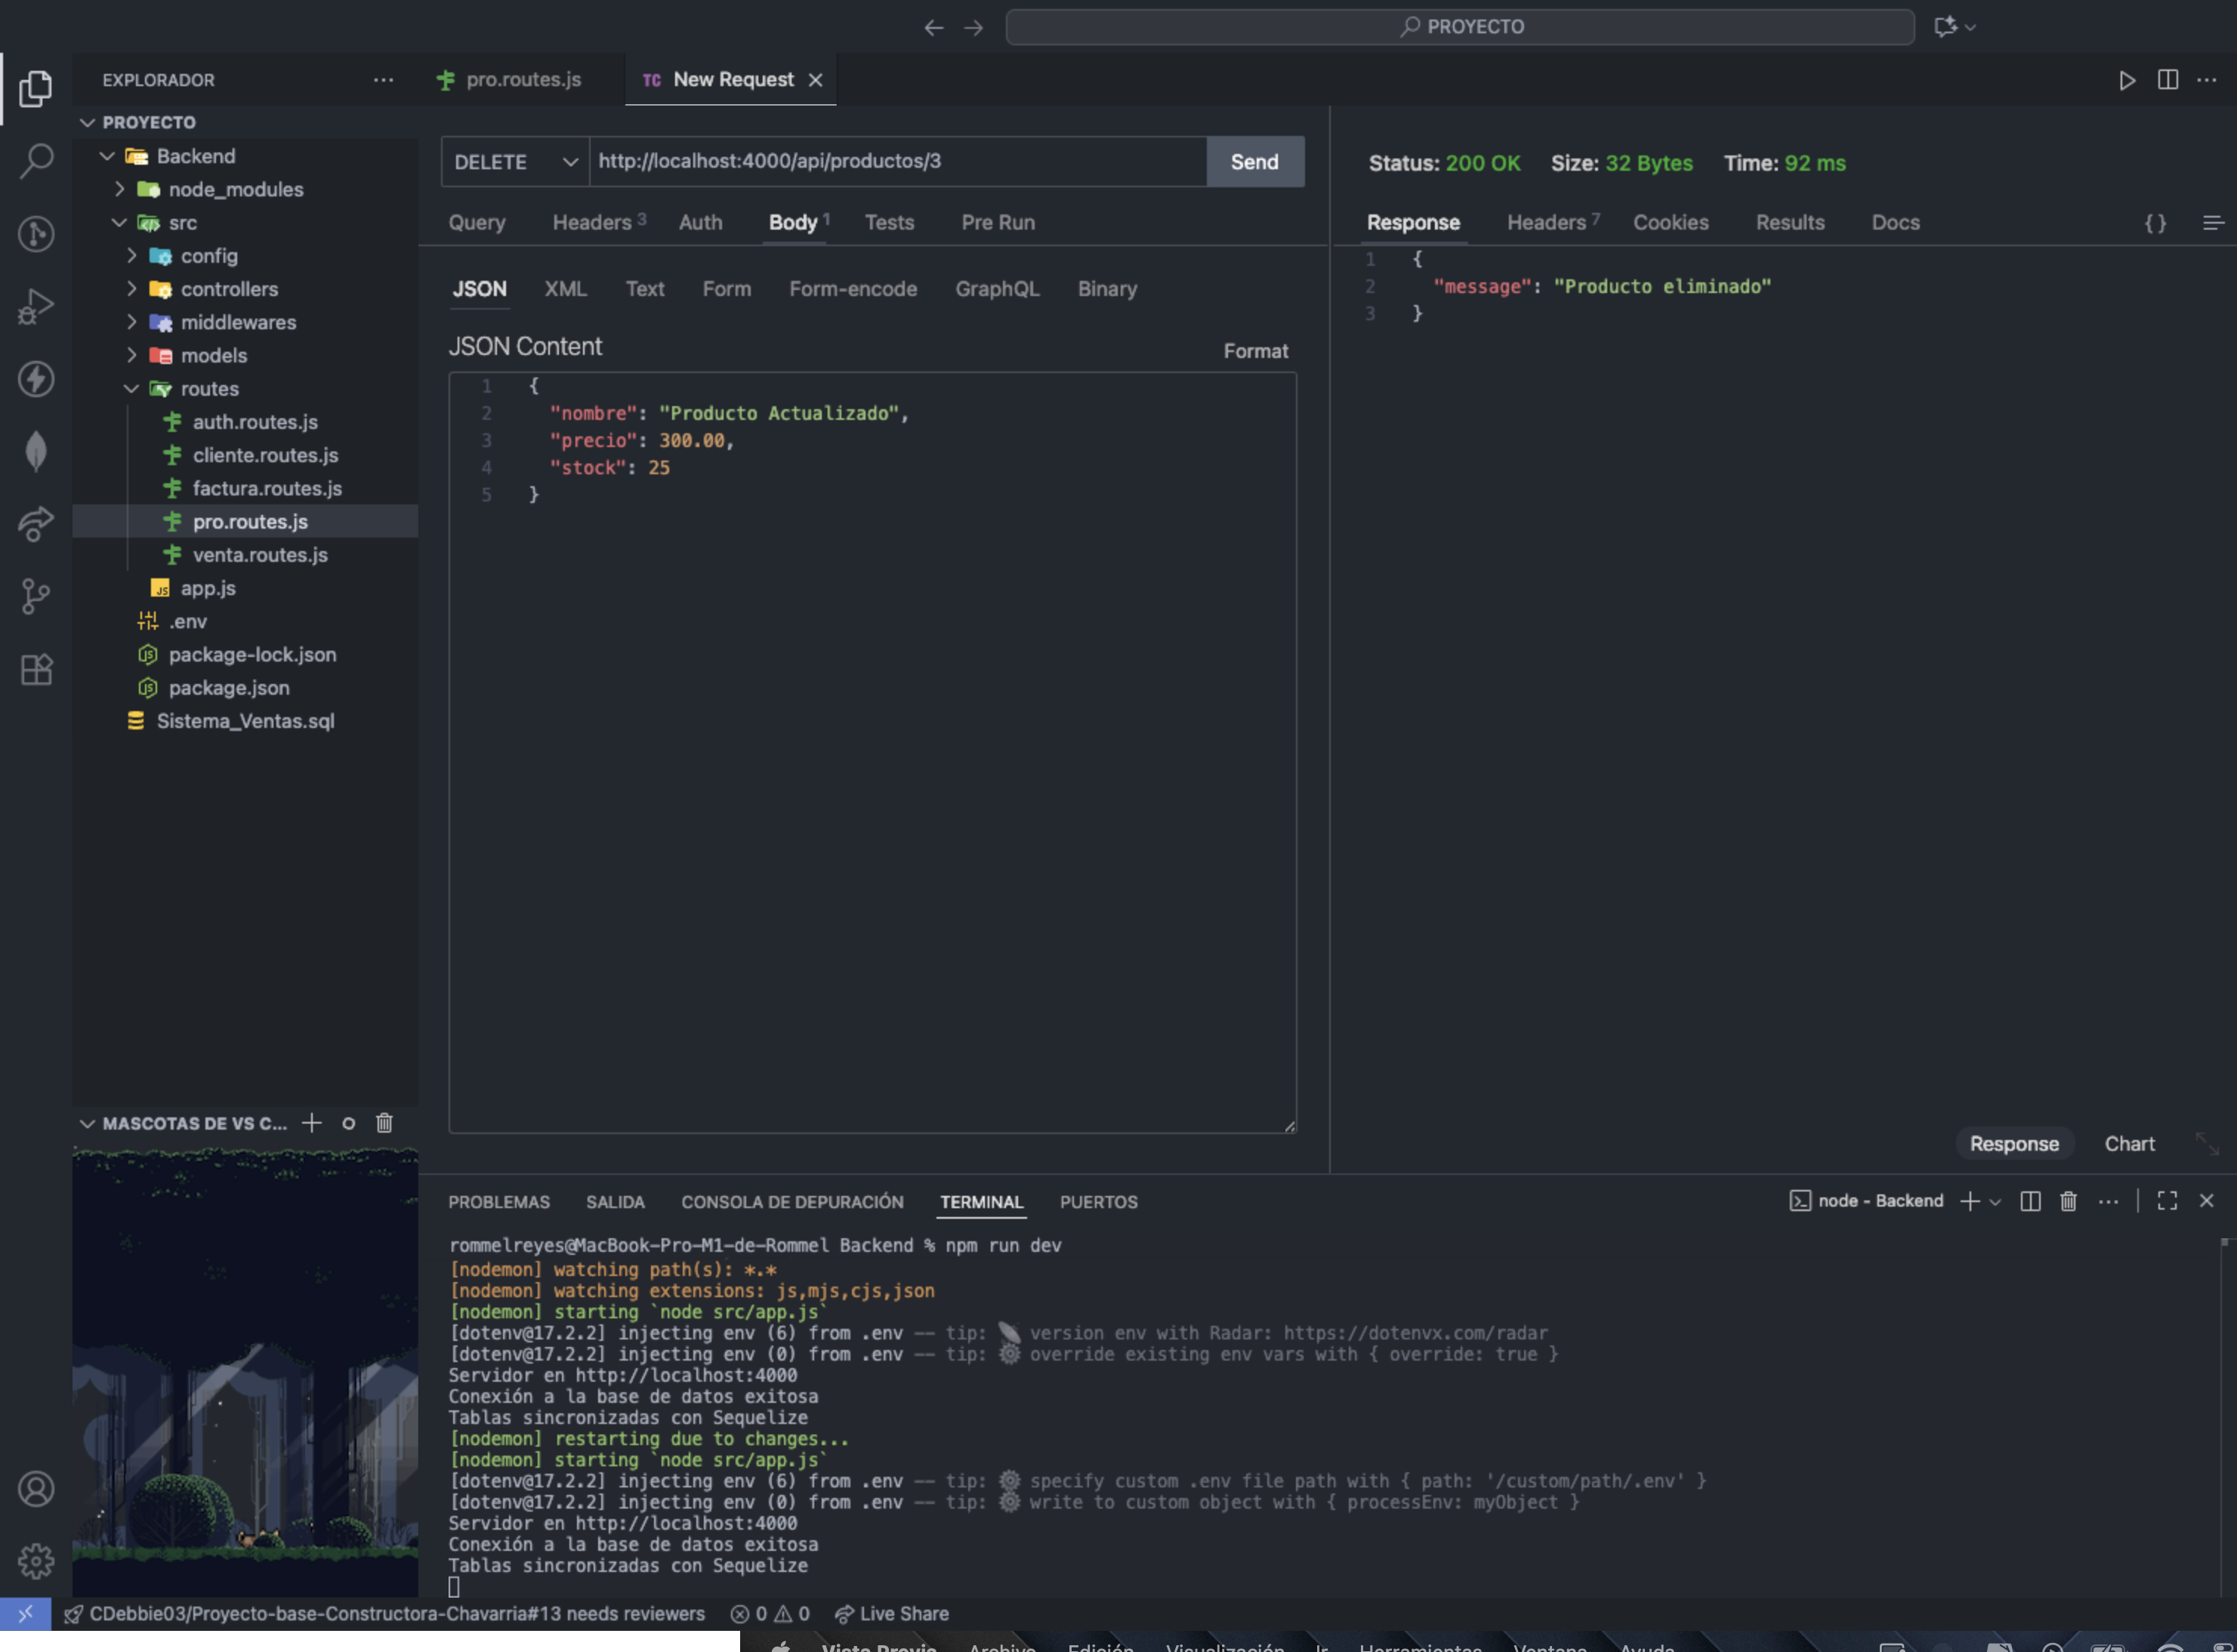 PROYECTO
EXPLORADOR
pro.routes.js
TC New Request
PROYECTO
Backend
node_modules
src
config
controllers
middlewares
models
routes
auth.routes.js
cliente.routes.js
factura.routes.js
pro.routes.js
venta.routes.js
JS app.js
.env
package-lock.json
package.json
Sistema_Ventas.sql
MASCOTAS DE VS C...
DELETE http://localhost:4000/api/productos/3 Send
Query Headers 3 Auth Body 1 Tests Pre Run
JSON XML Text Form Form-encode GraphQL Binary
JSON Content Format
1 {
2 "nombre": "Producto Actualizado",
3 "precio": 300.00,
4 "stock": 25
5 }
Status: 200 OK Size: 32 Bytes Time: 92 ms
Response Headers 7 Cookies Results Docs {}
1 {
2 "message": "Producto eliminado"
3 }
Response Chart
PROBLEMAS SALIDA CONSOLA DE DEPURACIÓN TERMINAL PUERTOS node - Backend
rommelreyes@MacBook-Pro-M1-de-Rommel Backend % npm run dev
[nodemon] watching path(s): *.*
[nodemon] watching extensions: js,mjs,cjs,json
[nodemon] starting `node src/app.js`
[dotenv@17.2.2] injecting env (6) from .env -- tip: 📡 version env with Radar: https://dotenvx.com/radar
[dotenv@17.2.2] injecting env (0) from .env -- tip: ⚙️ override existing env vars with { override: true }
Servidor en http://localhost:4000
Conexión a la base de datos exitosa
Tablas sincronizadas con Sequelize
[nodemon] restarting due to changes...
[nodemon] starting `node src/app.js`
[dotenv@17.2.2] injecting env (6) from .env -- tip: ⚙️ specify custom .env file path with { path: '/custom/path/.env' }
[dotenv@17.2.2] injecting env (0) from .env -- tip: ⚙️ write to custom object with { processEnv: myObject }
Servidor en http://localhost:4000
Conexión a la base de datos exitosa
Tablas sincronizadas con Sequelize
CDebbie03/Proyecto-base-Constructora-Chavarria#13 needs reviewers 0 0 Live Share
Vista Previa Archivo Edición Visualización Ir Herramientas Ventana Ayuda